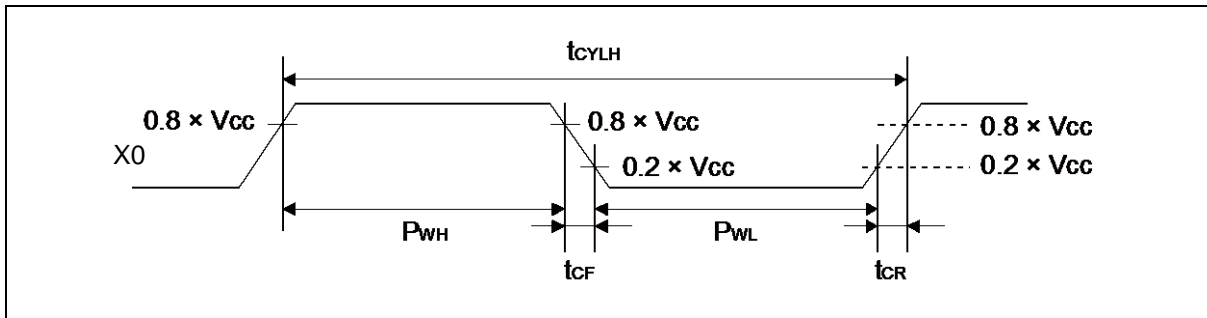 tCYLH
0.8 × VCC
0.8 × VCC
0.8 × VCC
X0
0.2 × VCC
0.2 × VCC
PWH
PWL
tCF
tCR